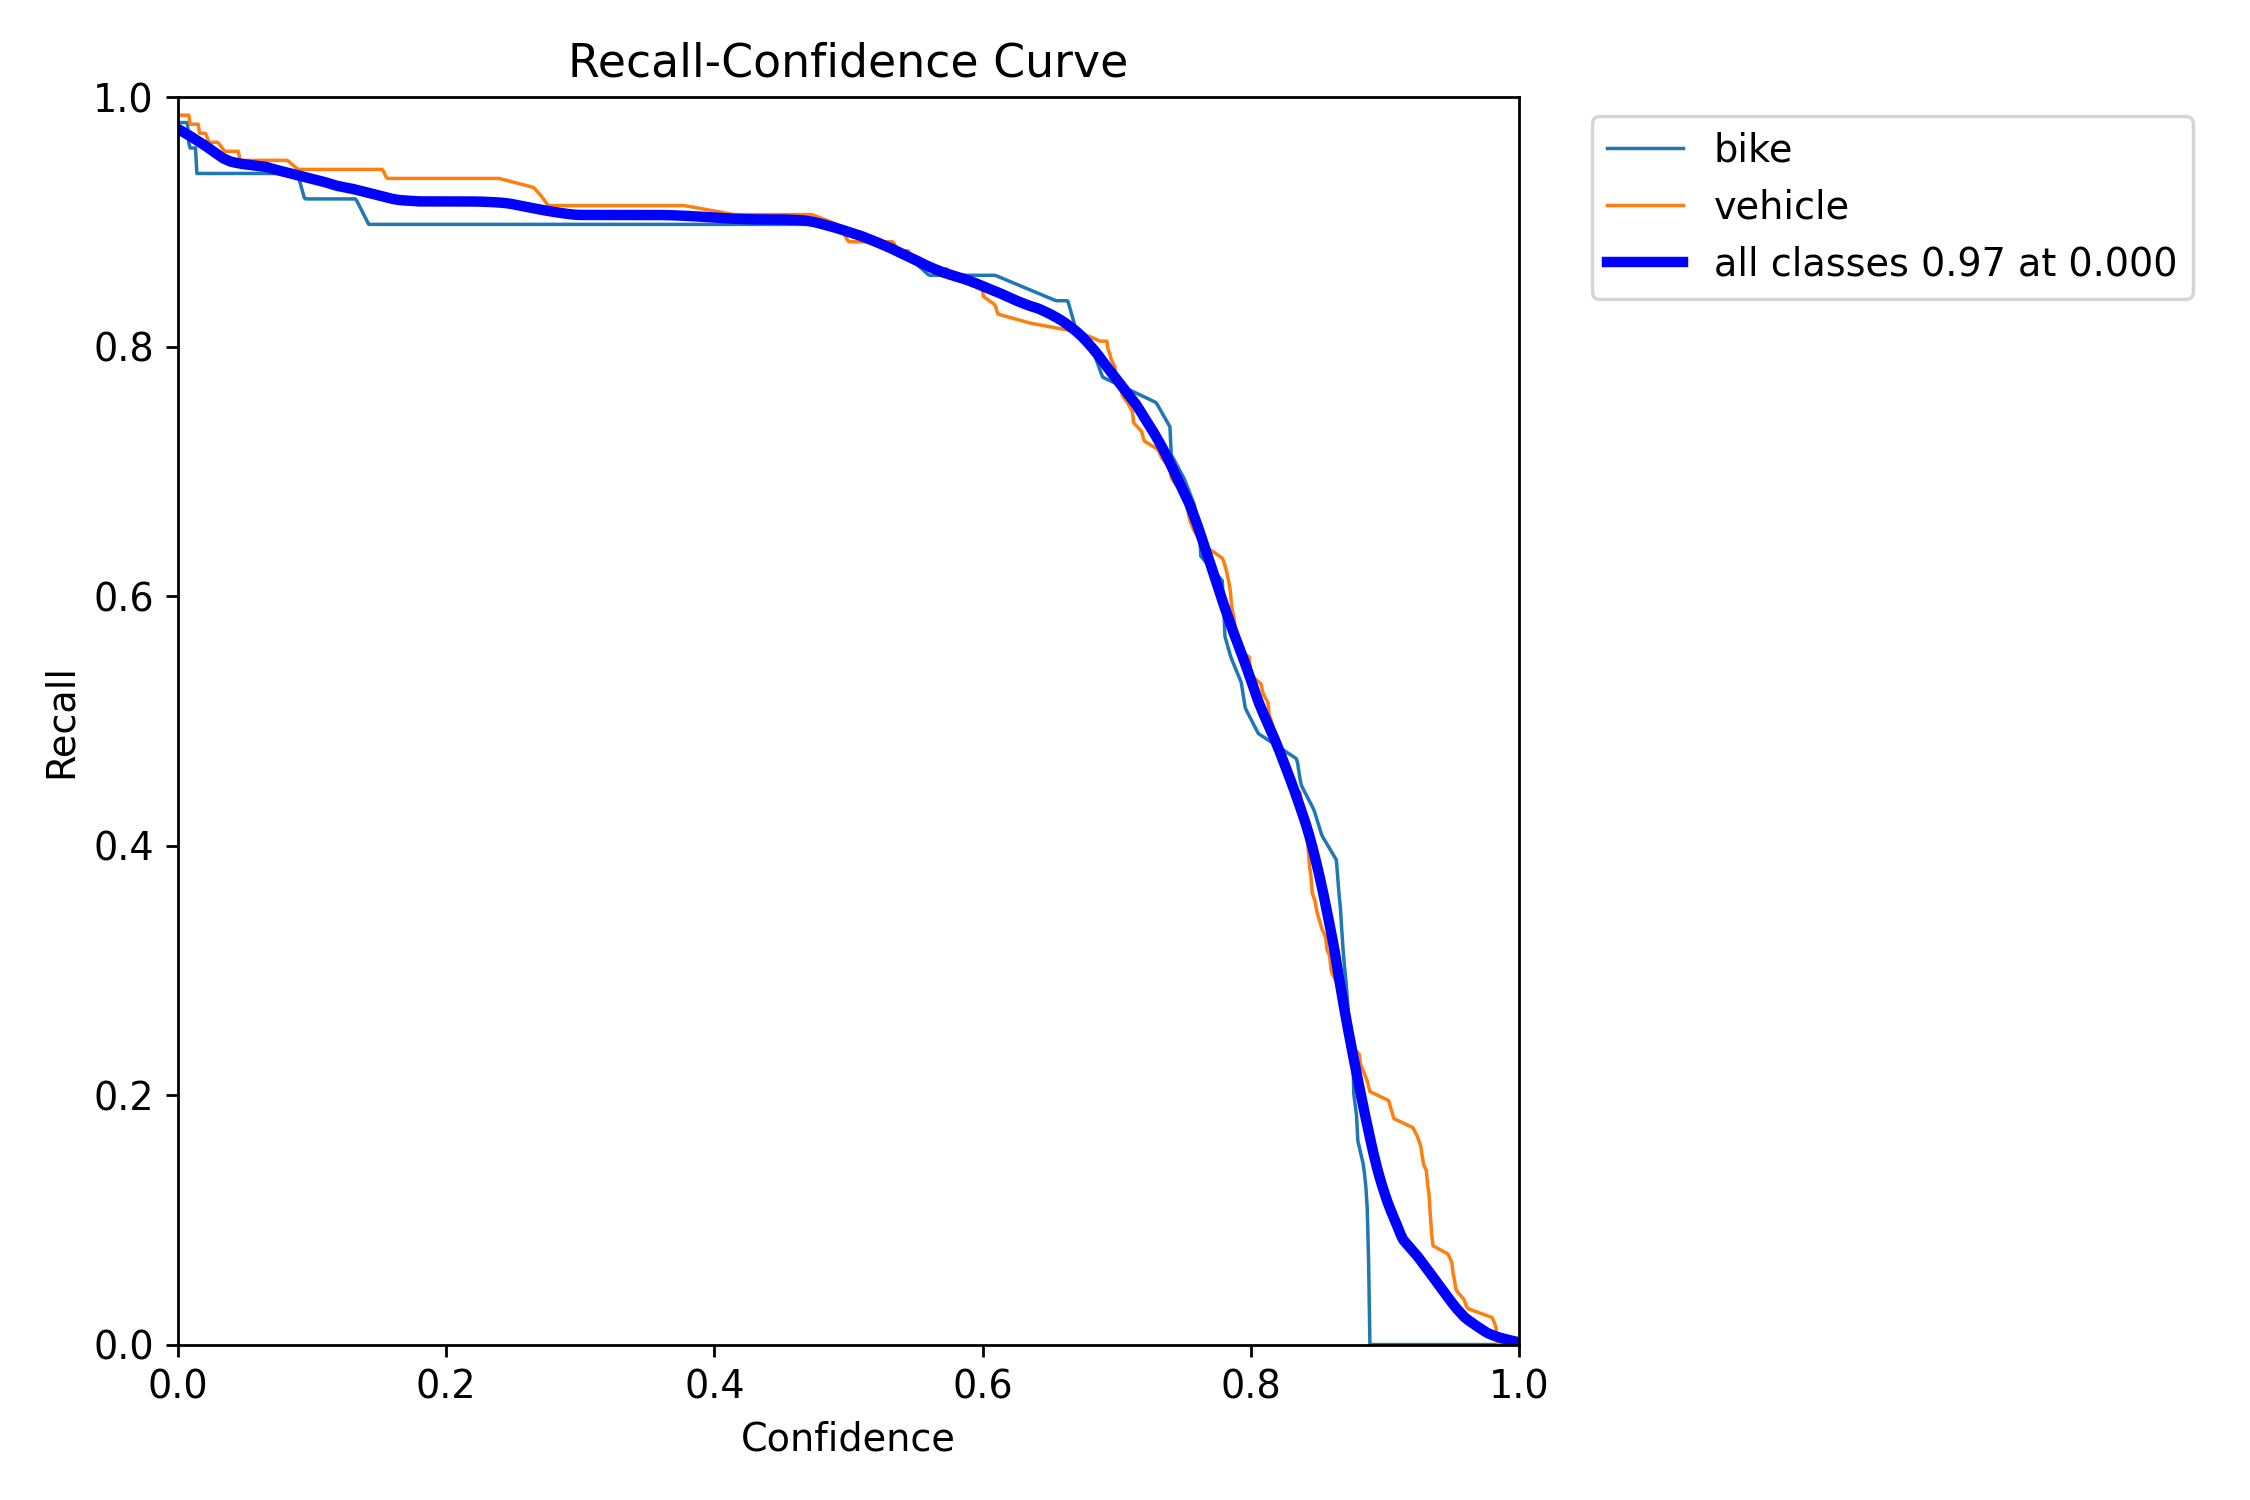 Recall-Confidence Curve
1.0
0.8
0.6
0.4
0.2
0.0
Recall
0.0 0.2 0.4 0.6 0.8 1.0
Confidence
bike
vehicle
all classes 0.97 at 0.000